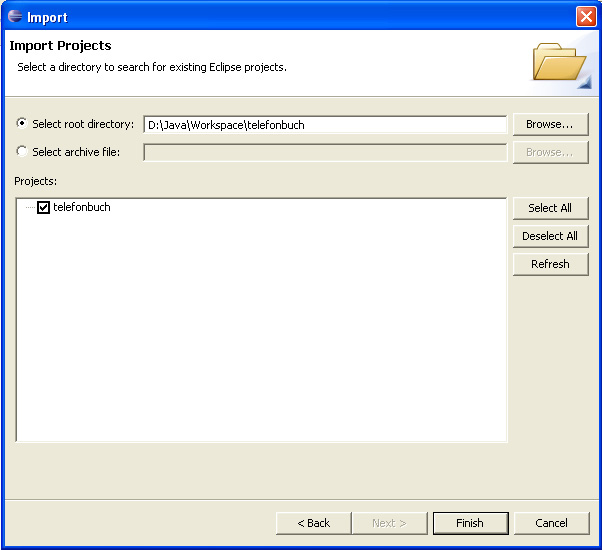 Import
Import Projects
Select a directory to search for existing Eclipse projects.
Select root directory: D:\Java\Workspace\telefonbuch Browse...
Select archive file: Browse...
Projects:
telefonbuch
Select All
Deselect All
Refresh
< Back Next > Finish Cancel